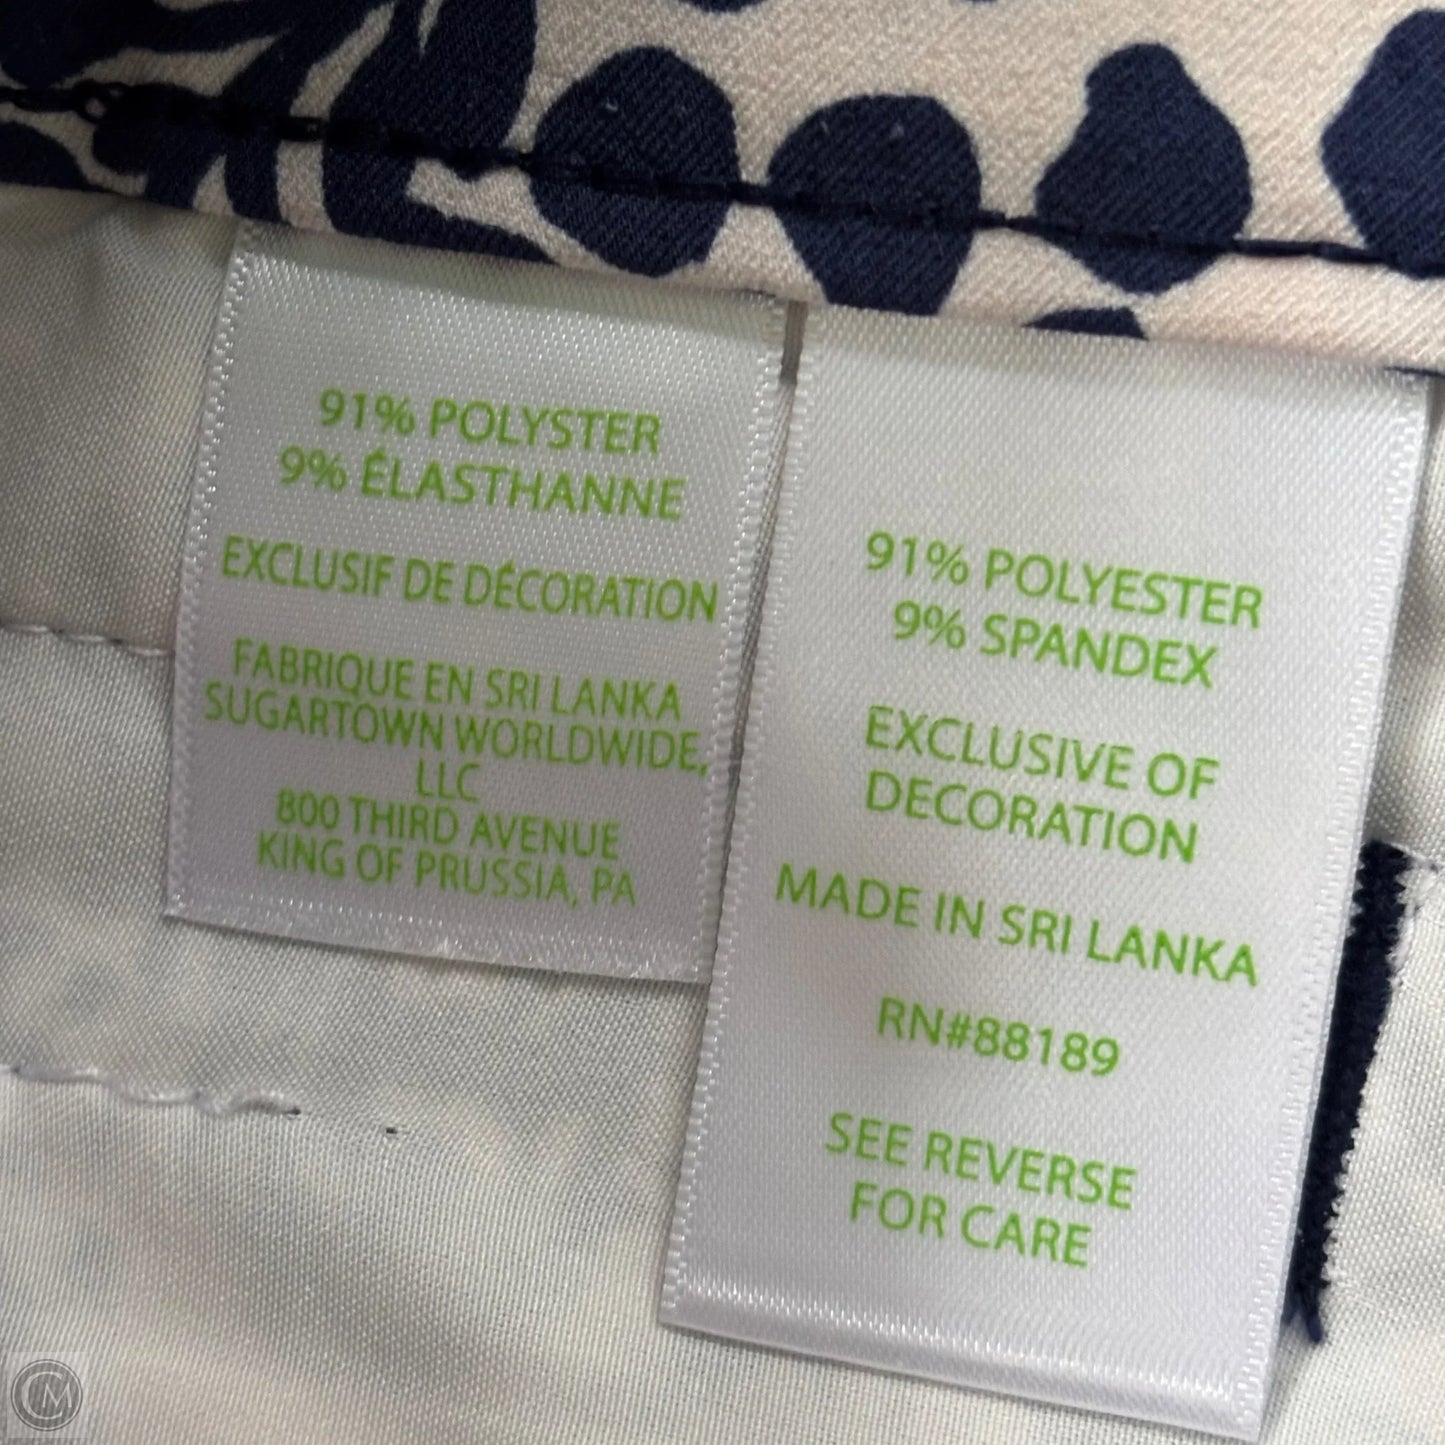 91% POLYSTER
9% ÉLASTHANNE
EXCLUSIF DE DÉCORATION
FABRIQUE EN SRI LANKA
SUGARTOWN WORLDWIDE,
LLC
800 THIRD AVENUE
KING OF PRUSSIA, PA
91% POLYESTER
9% SPANDEX
EXCLUSIVE OF
DECORATION
MADE IN SRI LANKA
RN#88189
SEE REVERSE
FOR CARE
CM